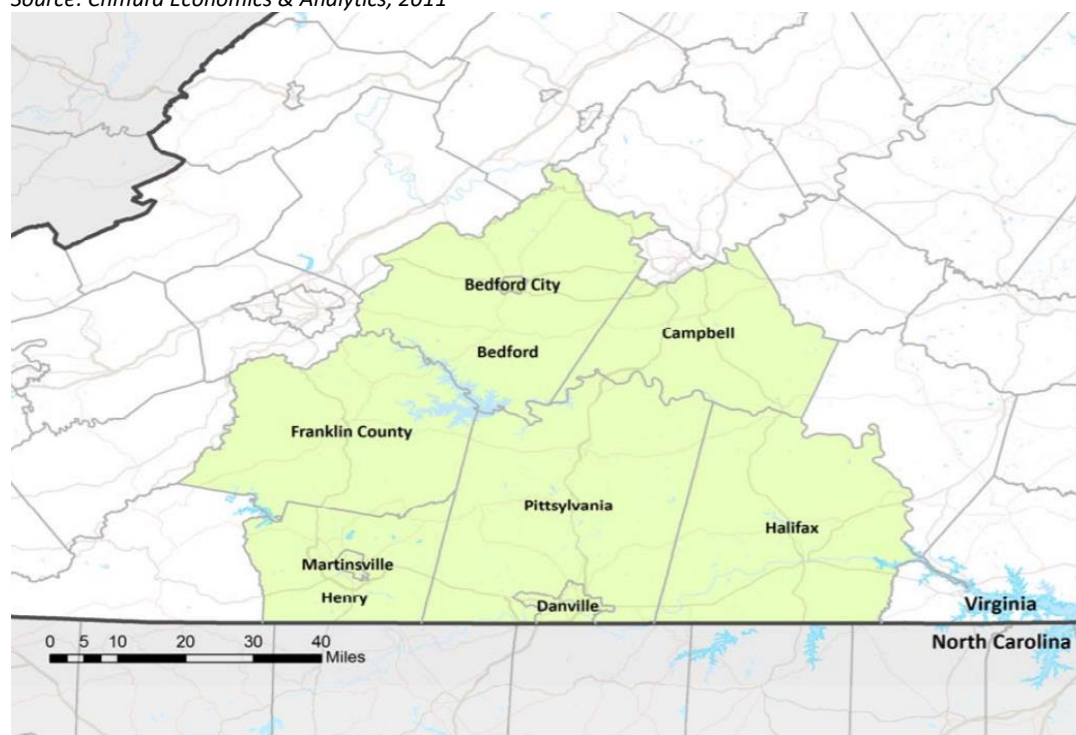 Source: Chmura Economics & Analytics, 2011
Bedford City
Campbell
Bedford
Franklin County
Pittsylvania
Halifax
Martinsville
Henry
Danville
Virginia
North Carolina
0 5 10 20 30 40
Miles